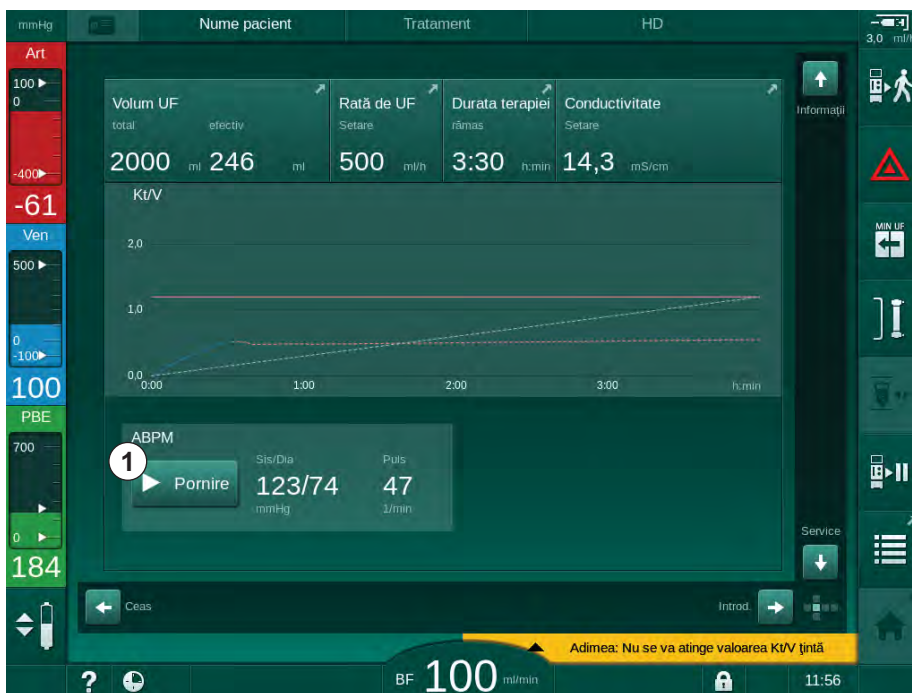 mmHg
Nume pacient
Tratament
HD
3,0 ml/h
Art
100
0
-400
-61
Ven
500
0
-100
100
PBE
700
0
184
Volum UF
total
efectiv
2000 ml 246 ml
Rată de UF
Setare
500 ml/h
Durata terapiei
rămas
3:30 h:min
Conductivitate
Setare
14,3 mS/cm
Kt/V
2,0
1,0
0,0
0:00 1:00 2:00 3:00 h:min
ABPM
1
Pornire
Sis/Dia
123/74
mmHg
Puls
47
1/min
Informații
Service
MIN UF
Ceas
Introd.
Adimea: Nu se va atinge valoarea Kt/V țintă
?
BF 100 ml/min
11:56